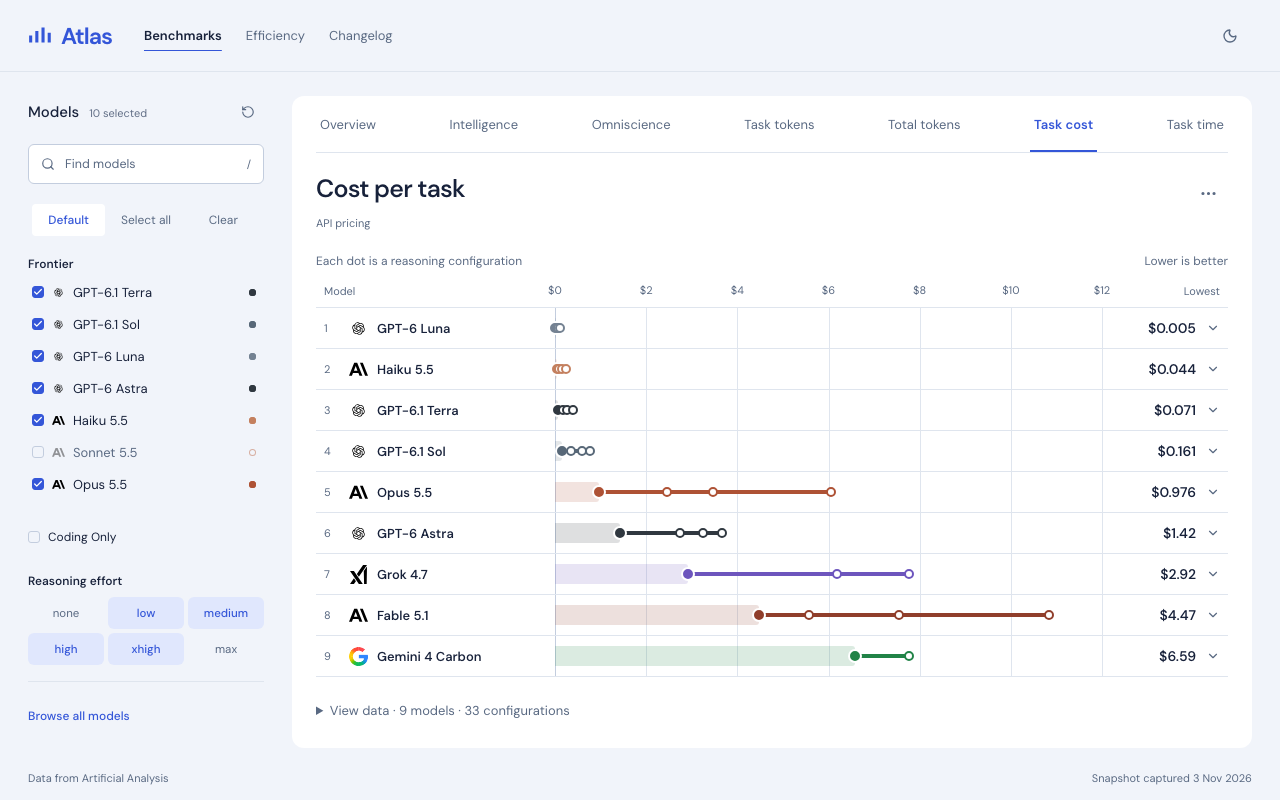 Atlas
Benchmarks
Efficiency
Changelog
Models
10 selected
Find models
/
Default
Select all
Clear
Frontier
GPT-6.1 Terra
GPT-6.1 Sol
GPT-6 Luna
GPT-6 Astra
Haiku 5.5
Sonnet 5.5
Opus 5.5
Coding Only
Reasoning effort
none
low
medium
high
xhigh
max
Browse all models
Overview
Intelligence
Omniscience
Task tokens
Total tokens
Task cost
Task time
Cost per task
API pricing
Each dot is a reasoning configuration
Lower is better
Model $0 $2 $4 $6 $8 $10 $12 Lowest
1 GPT-6 Luna $0.005
2 Haiku 5.5 $0.044
3 GPT-6.1 Terra $0.071
4 GPT-6.1 Sol $0.161
5 Opus 5.5 $0.976
6 GPT-6 Astra $1.42
7 Grok 4.7 $2.92
8 Fable 5.1 $4.47
9 Gemini 4 Carbon $6.59
View data · 9 models · 33 configurations
Data from Artificial Analysis
Snapshot captured 3 Nov 2026